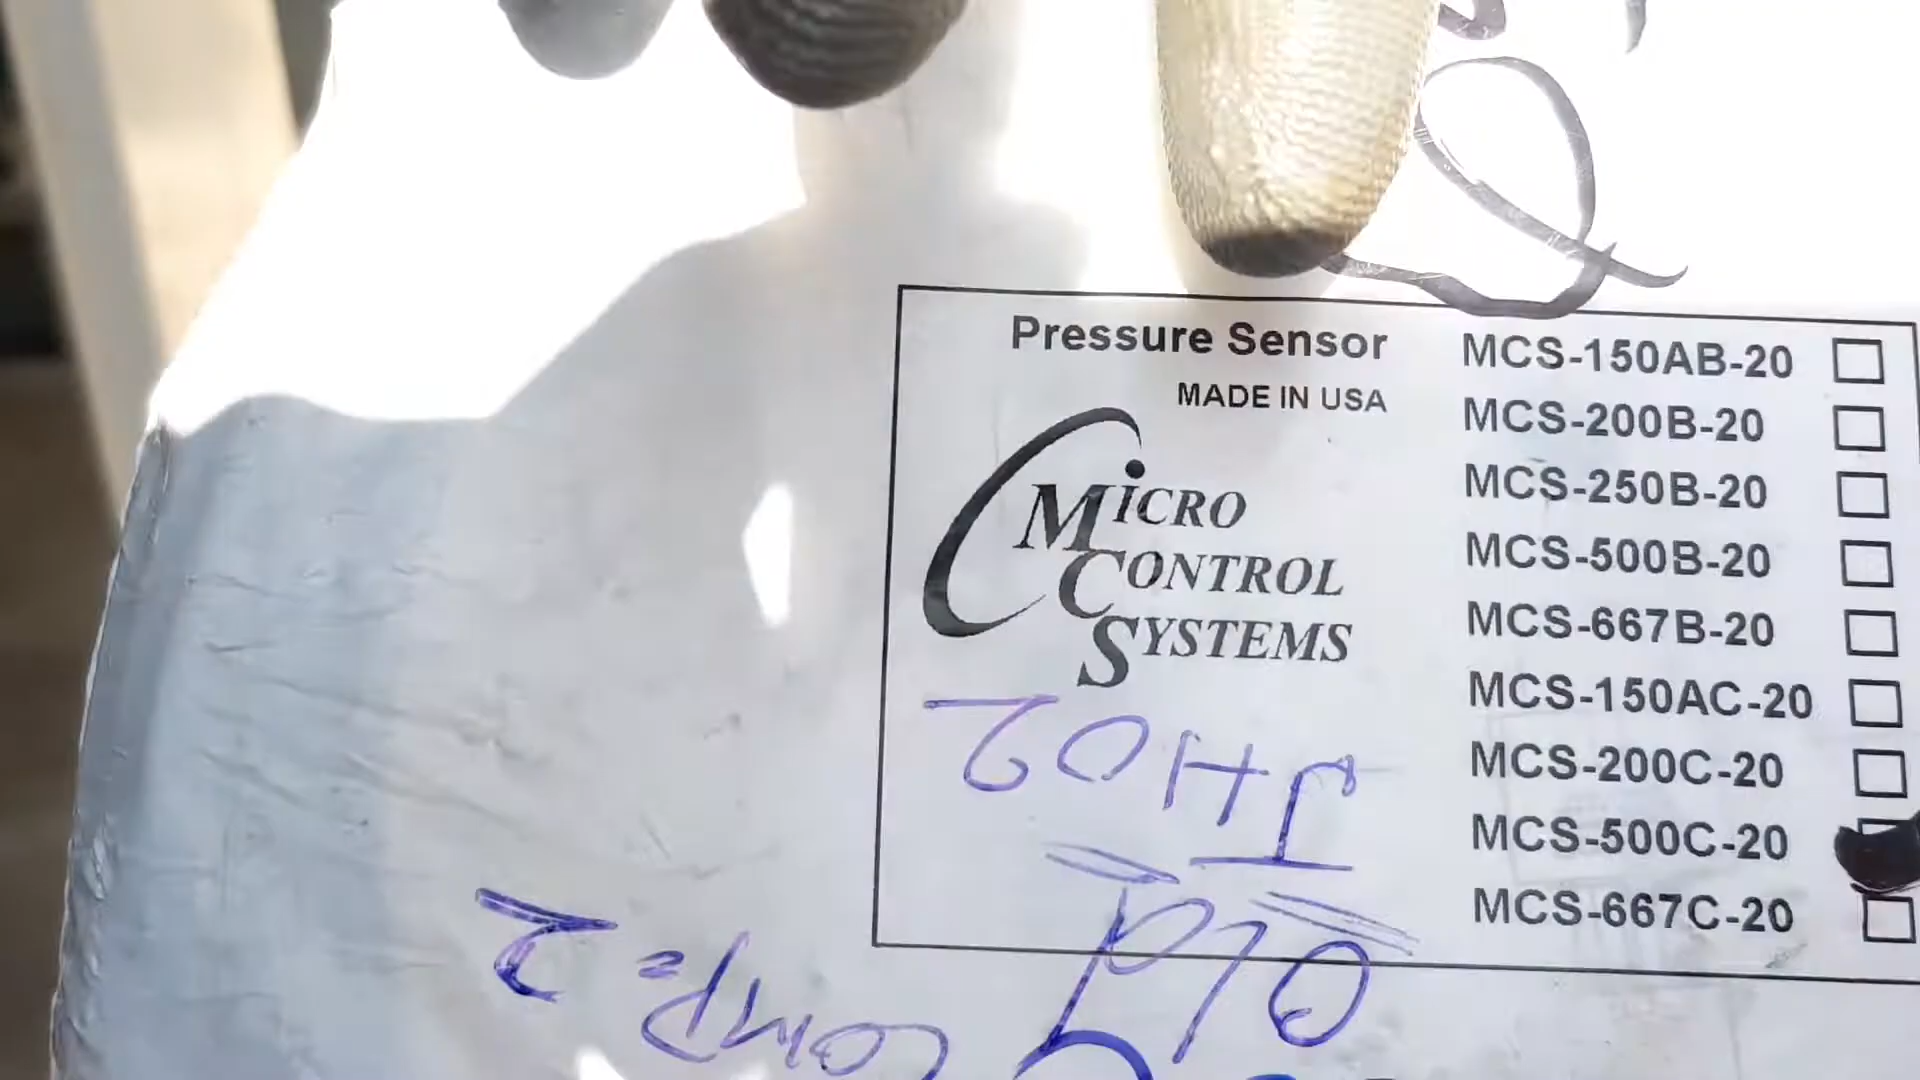 Pressure Sensor
MADE IN USA
MICRO
CONTROL
SYSTEMS
MCS-150AB-20
MCS-200B-20
MCS-250B-20
MCS-500B-20
MCS-667B-20
MCS-150AC-20
MCS-200C-20
MCS-500C-20
MCS-667C-20
Old
COMP=2